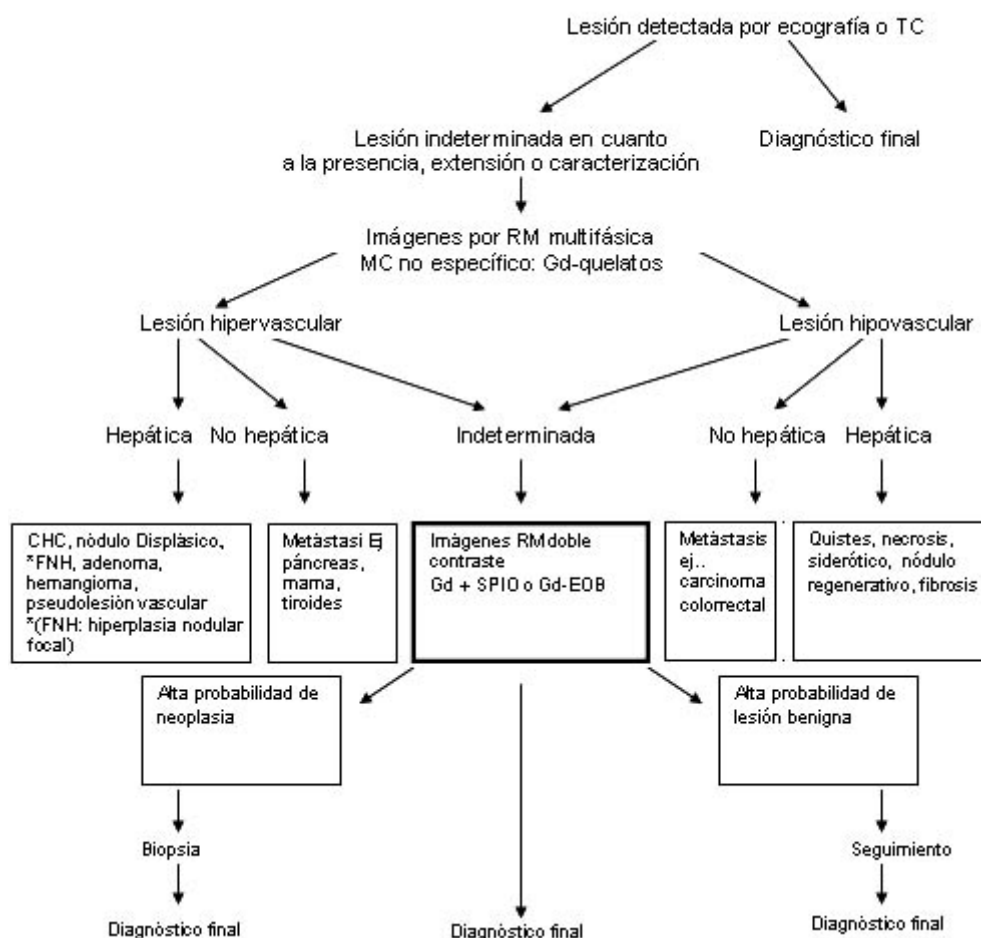 Lesión detectada por ecografía o TC
Lesión indeterminada en cuanto
a la presencia, extensión o caracterización
Diagnóstico final
Imágenes por RM multifásica
MC no específico: Gd-quelatos
Lesión hipervascular
Lesión hipovascular
Hepática
No hepática
Indeterminada
No hepática
Hepática
CHC, nódulo Displásico,
*FNH, adenoma,
hemangioma,
pseudolesión vascular
*(FNH: hiperplasia nodular
focal)
Metástasi Ej
páncreas,
mama,
tiroides
Imágenes RM doble
contraste
Gd + SPIO o Gd-EOB
Metástasis
ej..
carcinoma
colorrectal
Quistes, necrosis,
siderótico, nódulo
regenerativo, fibrosis
Alta probabilidad de
neoplasia
Alta probabilidad de
lesión benigna
Biopsia
Seguimiento
Diagnóstico final
Diagnóstico final
Diagnóstico final